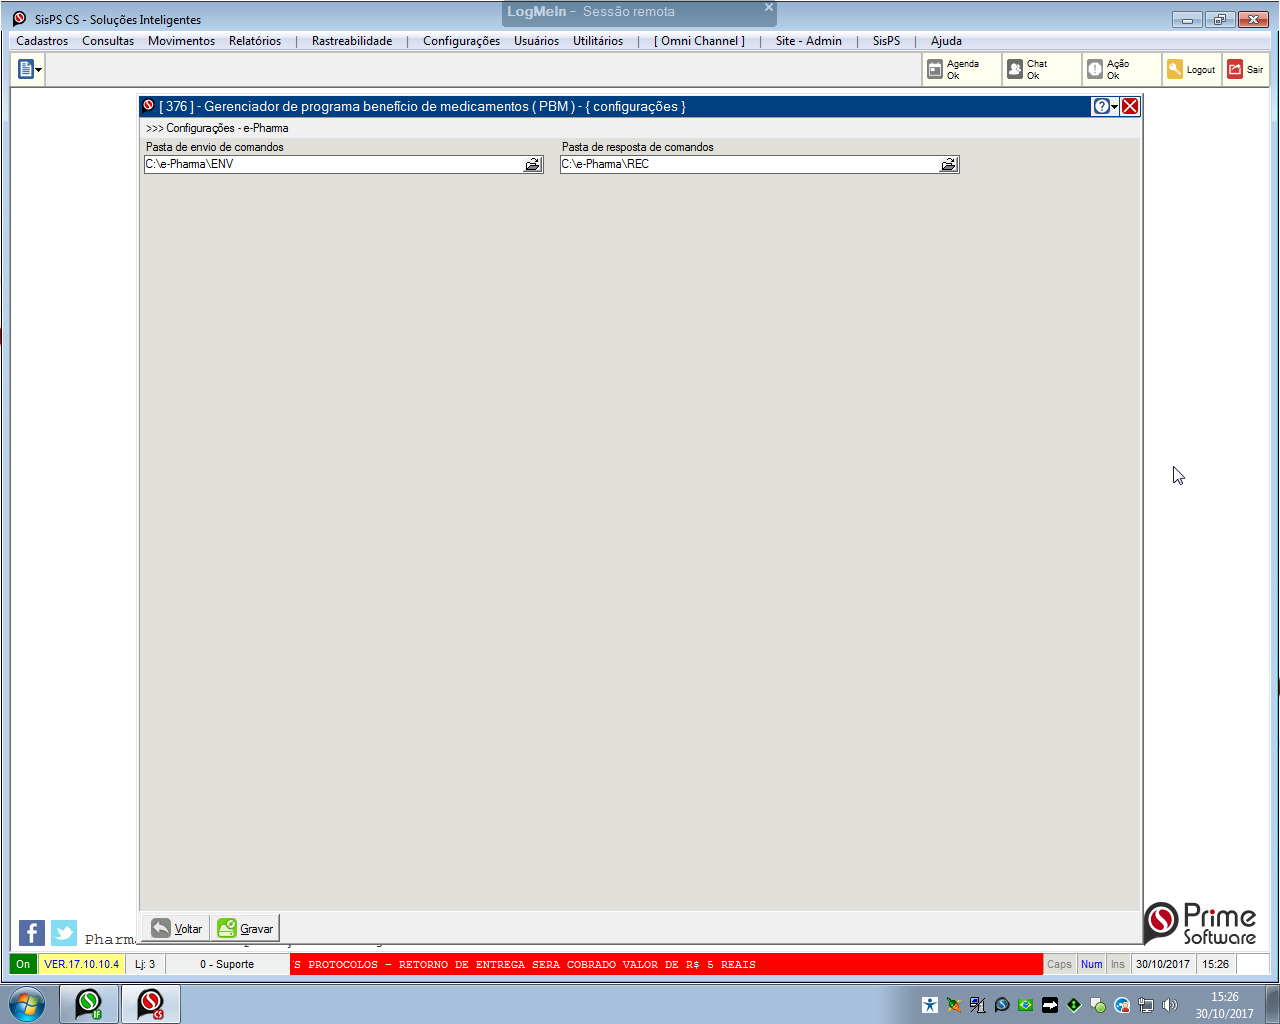 LogMeIn - Sessão remota
SisPS CS - Soluções Inteligentes
Cadastros Consultas Movimentos Relatórios | Rastreabilidade | Configurações Usuários Utilitários | [ Omni Channel ] | Site - Admin | SisPS | Ajuda
Agenda Ok
Chat Ok
Ação Ok
Logout
Sair
[ 376 ] - Gerenciador de programa benefício de medicamentos ( PBM ) - { configurações }
>>> Configurações - e-Pharma
Pasta de envio de comandos
Pasta de resposta de comandos
C:\e-Pharma\ENV
C:\e-Pharma\REC
Voltar
Gravar
Pharm
Prime Software
On VER.17.10.10.4 Lj: 3 0 - Suporte 'S PROTOCOLOS - RETORNO DE ENTREGA SERA COBRADO VALOR DE R$ 5 REAIS Caps Num Ins 30/10/2017 15:26
15:26
30/10/2017